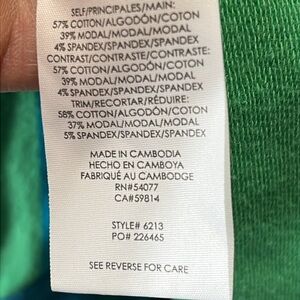 SELF/PRINCIPALES/MAIN:
57% COTTON/ALGODÓN/COTON
39% MODAL/MODAL/MODAL
4% SPANDEX/SPANDEX/SPANDEX
CONTRAST/CONTRASTE/CONTRASTE:
57% COTTON/ALGODÓN/COTON
39% MODAL/MODAL/MODAL
4% SPANDEX/SPANDEX/SPANDEX
TRIM/RECORTAR/RÉDUIRE:
58% COTTON/ALGODÓN/COTON
37% MODAL/MODAL/MODAL
5% SPANDEX/SPANDEX/SPANDEX
MADE IN CAMBODIA
HECHO EN CAMBOYA
FABRIQUÉ AU CAMBODGE
RN#54077
CA#59814
STYLE# 6213
PO# 226465
SEE REVERSE FOR CARE